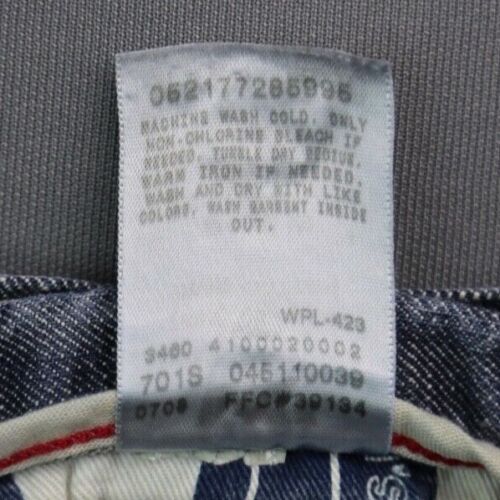 052177285995
MACHINE WASH COLD. ONLY
NON-CHLORINE BLEACH IF
NEEDED. TUMBLE DRY MEDIUM.
WARM IRON IF NEEDED.
WASH AND DRY WITH LIKE
COLORS. WASH GARMENT INSIDE
OUT.
WPL-423
3460 4100020002
701S 045110039
0709 FFC#39134